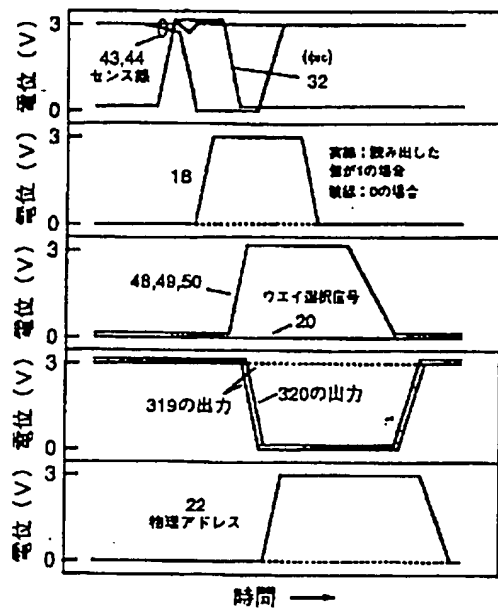 電位 (V)
3
0
43,44
センス線
32
電位 (V)
3
0
18
実線:読み出した
値が1の場合
破線:0の場合
電位 (V)
3
0
48,49,50
ウエイ選択信号
20
電位 (V)
3
0
319の出力
320の出力
電位 (V)
3
0
22
物理アドレス
時間